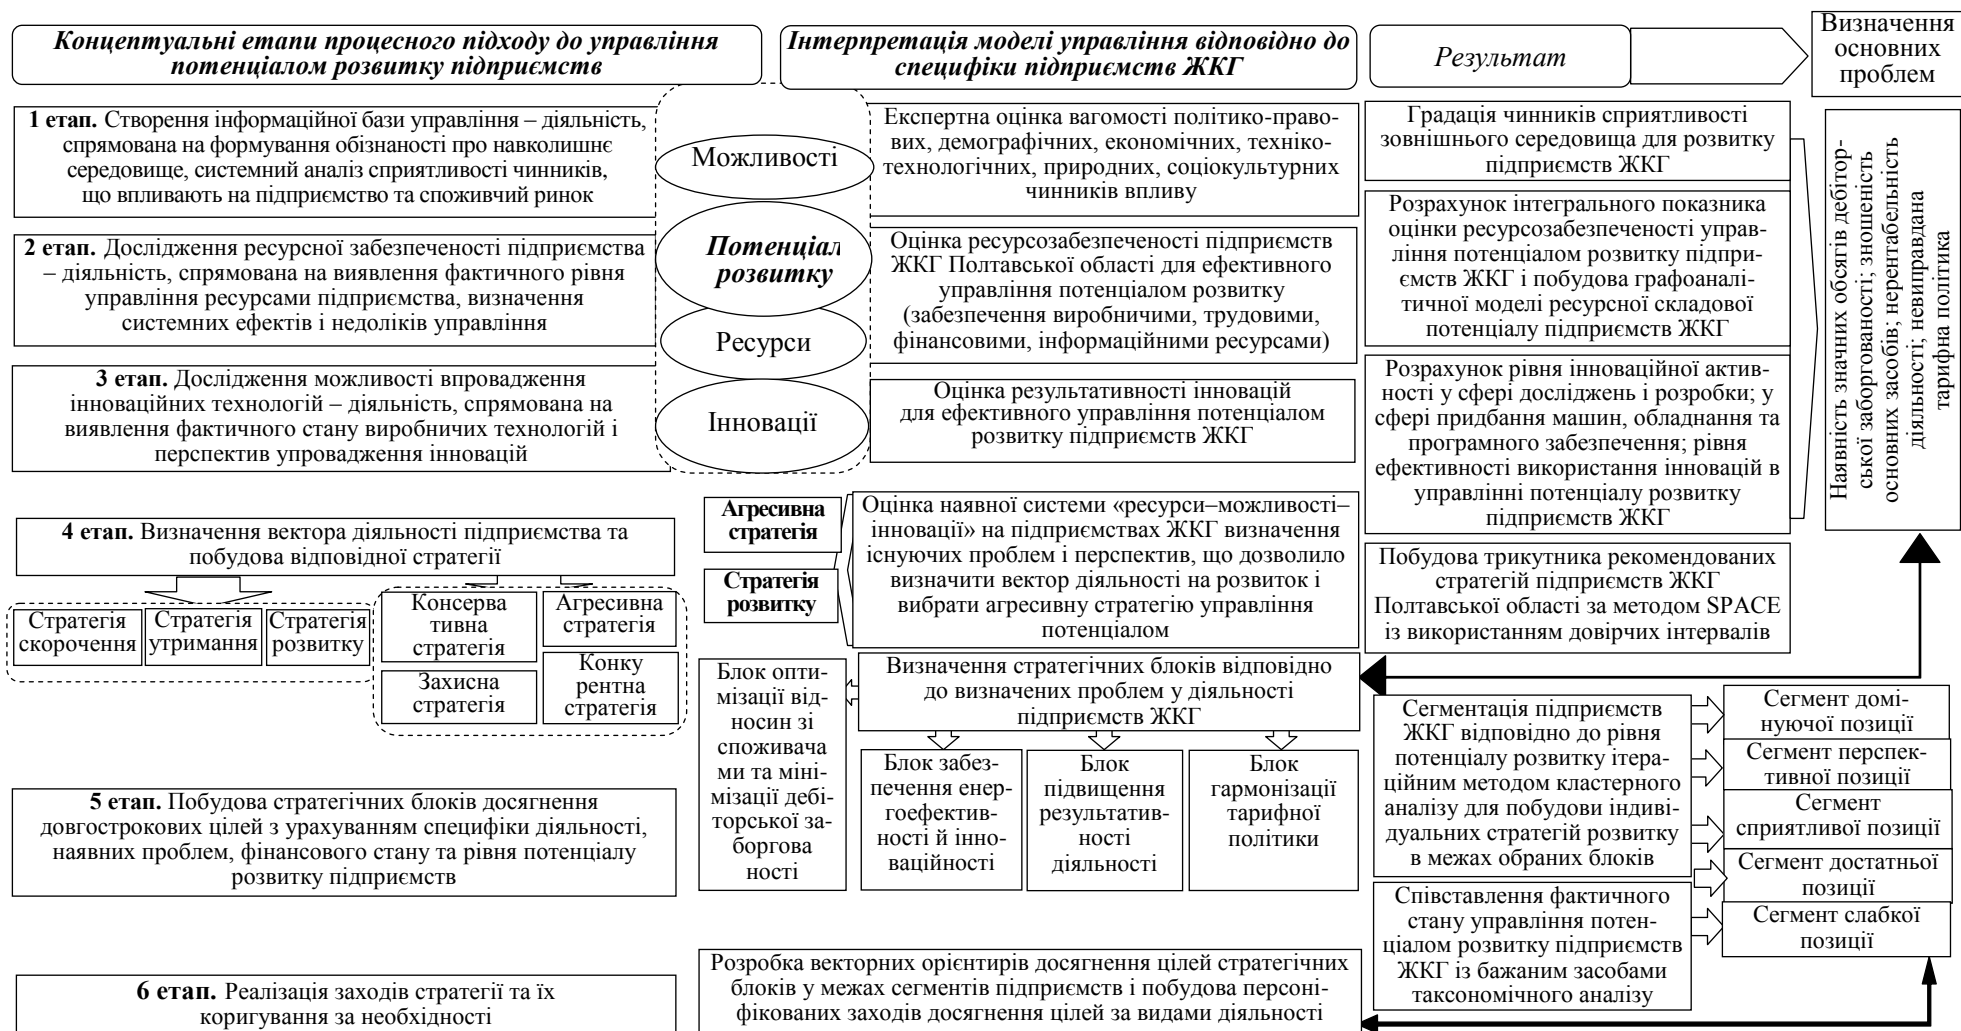 Концептуальні етапи процесного підходу до управління
потенціалом розвитку підприємств
Інтерпретація моделі управління відповідно до
специфіки підприємств ЖКГ
Результат
Визначення
основних
проблем
1 етап. Створення інформаційної бази управління – діяльність,
спрямована на формування обізнаності про навколишнє
середовище, системний аналіз сприятливості чинників,
що впливають на підприємство та споживчий ринок
Можливості
Експертна оцінка вагомості політико-право-
вих, демографічних, економічних, техніко-
технологічних, природних, соціокультурних
чинників впливу
Градація чинників сприятливості
зовнішнього середовища для розвитку
підприємств ЖКГ
Наявність значних обсягів дебітор-
ської заборгованості; зношеність
основних засобів; нерентабельність
діяльності; невиправдана
тарифна політика
2 етап. Дослідження ресурсної забезпеченості підприємства
– діяльність, спрямована на виявлення фактичного рівня
управління ресурсами підприємства, визначення
системних ефектів і недоліків управління
Потенціал
розвитку
Ресурси
Оцінка ресурсозабезпеченості підприємств
ЖКГ Полтавської області для ефективного
управління потенціалом розвитку
(забезпечення виробничими, трудовими,
фінансовими, інформаційними ресурсами)
Розрахунок інтегрального показника
оцінки ресурсозабезпеченості управ-
ління потенціалом розвитку підпри-
ємств ЖКГ і побудова графоаналі-
тичної моделі ресурсної складової
потенціалу підприємств ЖКГ
3 етап. Дослідження можливості впровадження
інноваційних технологій – діяльність, спрямована на
виявлення фактичного стану виробничих технологій і
перспектив упровадження інновацій
Інновації
Оцінка результативності інновацій
для ефективного управління потенціалом
розвитку підприємств ЖКГ
Розрахунок рівня інноваційної актив-
ності у сфері досліджень і розробки; у
сфері придбання машин, обладнання та
програмного забезпечення; рівня
ефективності використання інновацій в
управлінні потенціалу розвитку
підприємств ЖКГ
4 етап. Визначення вектора діяльності підприємства та
побудова відповідної стратегії
Стратегія
скорочення
Стратегія
утримання
Стратегія
розвитку
Консерва
тивна
стратегія
Агресивна
стратегія
Захисна
стратегія
Конку
рентна
стратегія
Агресивна
стратегія
Стратегія
розвитку
Оцінка наявної системи «ресурси–можливості–
інновації» на підприємствах ЖКГ визначення
існуючих проблем і перспектив, що дозволило
визначити вектор діяльності на розвиток і
вибрати агресивну стратегію управління
потенціалом
Побудова трикутника рекомендованих
стратегій підприємств ЖКГ
Полтавської області за методом SPACE
із використанням довірчих інтервалів
5 етап. Побудова стратегічних блоків досягнення
довгострокових цілей з урахуванням специфіки діяльності,
наявних проблем, фінансового стану та рівня потенціалу
розвитку підприємств
Блок опти-
мізації від-
носин зі
споживача
ми та міні-
мізації дебі-
торської за-
боргова
ності
Визначення стратегічних блоків відповідно
до визначених проблем у діяльності
підприємств ЖКГ
Блок забез-
печення енер-
гоефектив-
ності й інно-
ваційності
Блок
підвищення
результатив-
ності
діяльності
Блок
гармонізації
тарифної
політики
Сегментація підприємств
ЖКГ відповідно до рівня
потенціалу розвитку ітера-
ційним методом кластерного
аналізу для побудови індиві-
дуальних стратегій розвитку
в межах обраних блоків
Співставлення фактичного
стану управління потен-
ціалом розвитку підприємств
ЖКГ із бажаним засобами
таксономічного аналізу
Сегмент домі-
нуючої позиції
Сегмент перспек-
тивної позиції
Сегмент
сприятливої позиції
Сегмент достатньої
позиції
Сегмент слабкої
позиції
6 етап. Реалізація заходів стратегії та їх
коригування за необхідності
Розробка векторних орієнтирів досягнення цілей стратегічних
блоків у межах сегментів підприємств і побудова персоні-
фікованих заходів досягнення цілей за видами діяльності